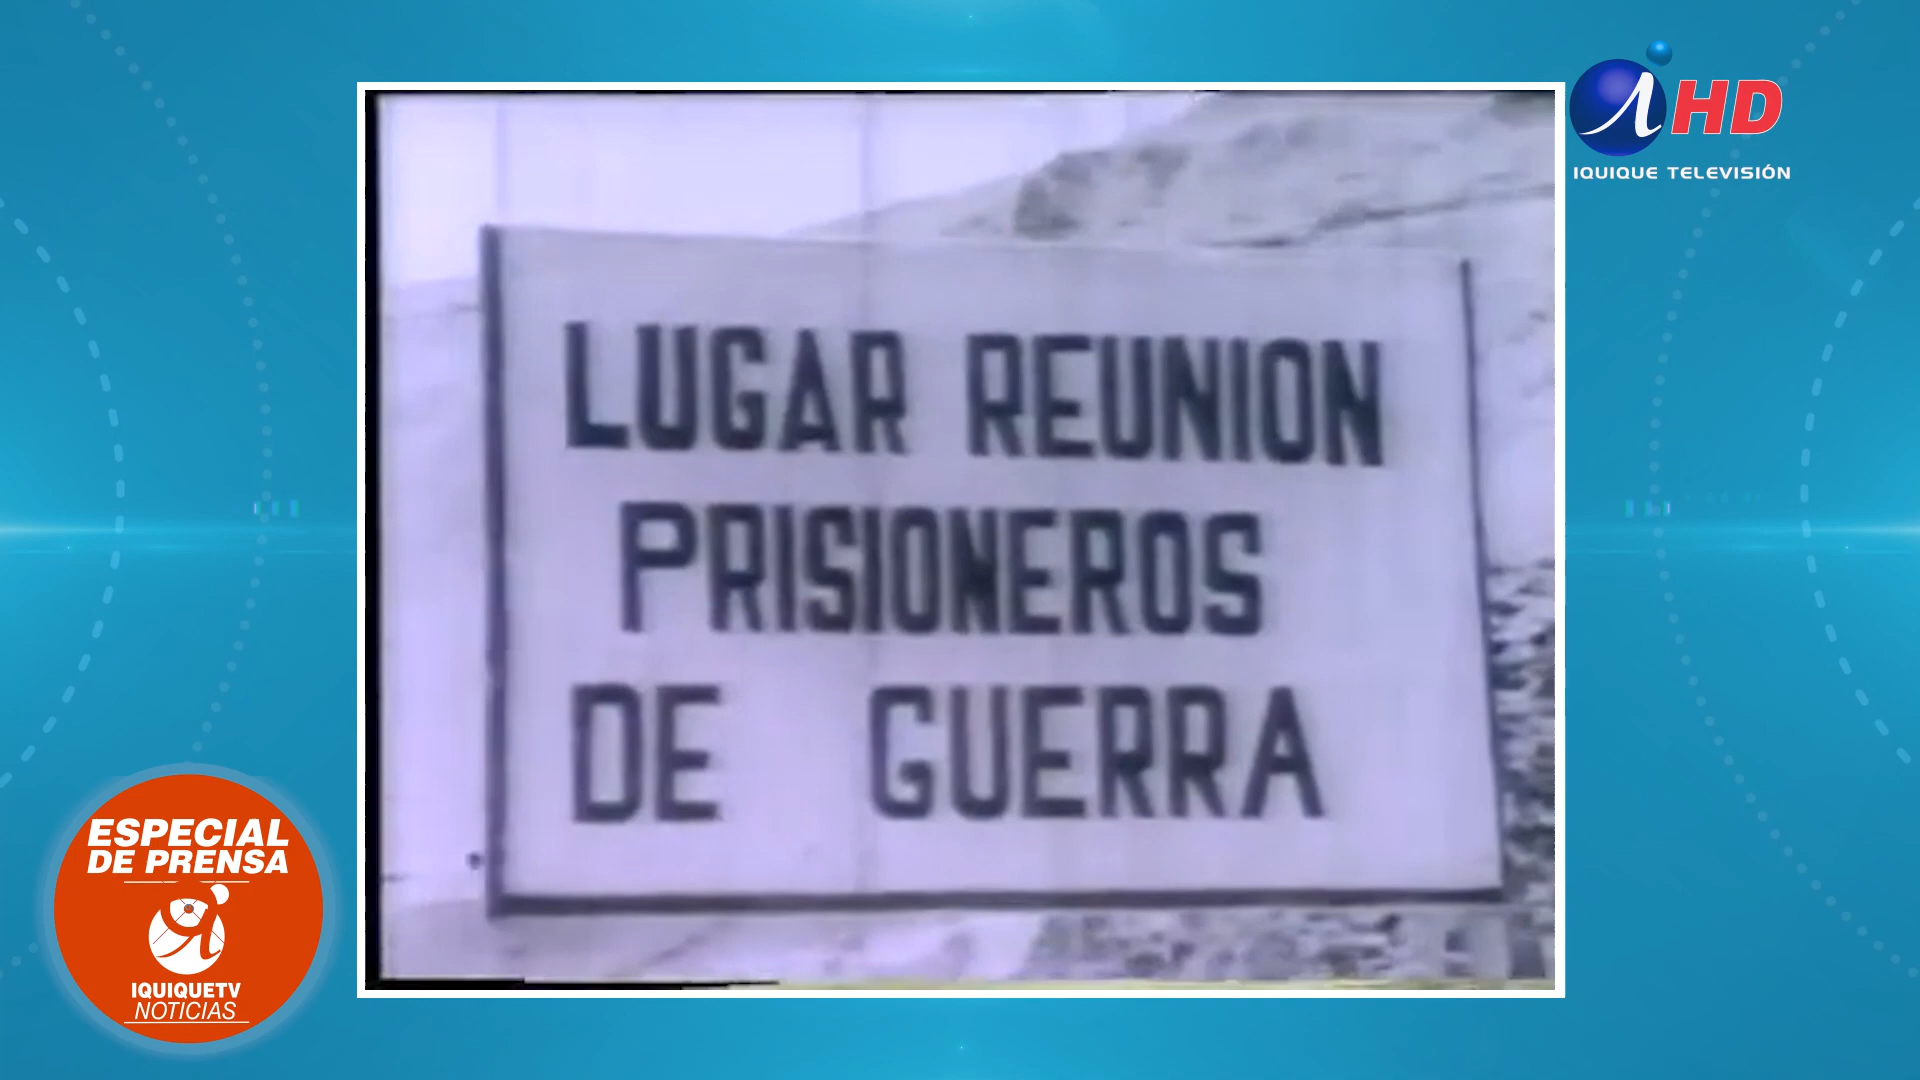 HD
IQUIQUE TELEVISIÓN
LUGAR REUNION
PRISIONEROS
DE GUERRA
ESPECIAL
DE PRENSA
IQUIQUETV
NOTICIAS